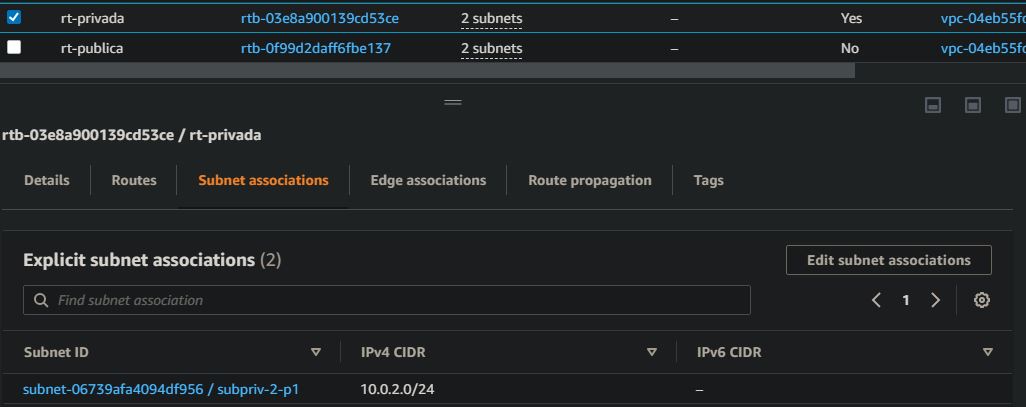 rt-privada rtb-03e8a900139cd53ce 2 subnets – Yes vpc-04eb55fc
rt-publica rtb-0f99d2daff6fbe137 2 subnets – No vpc-04eb55fc
rtb-03e8a900139cd53ce / rt-privada
Details Routes Subnet associations Edge associations Route propagation Tags
Explicit subnet associations (2) Edit subnet associations
Find subnet association 1
Subnet ID IPv4 CIDR IPv6 CIDR
subnet-06739afa4094df956 / subpriv-2-p1 10.0.2.0/24 –